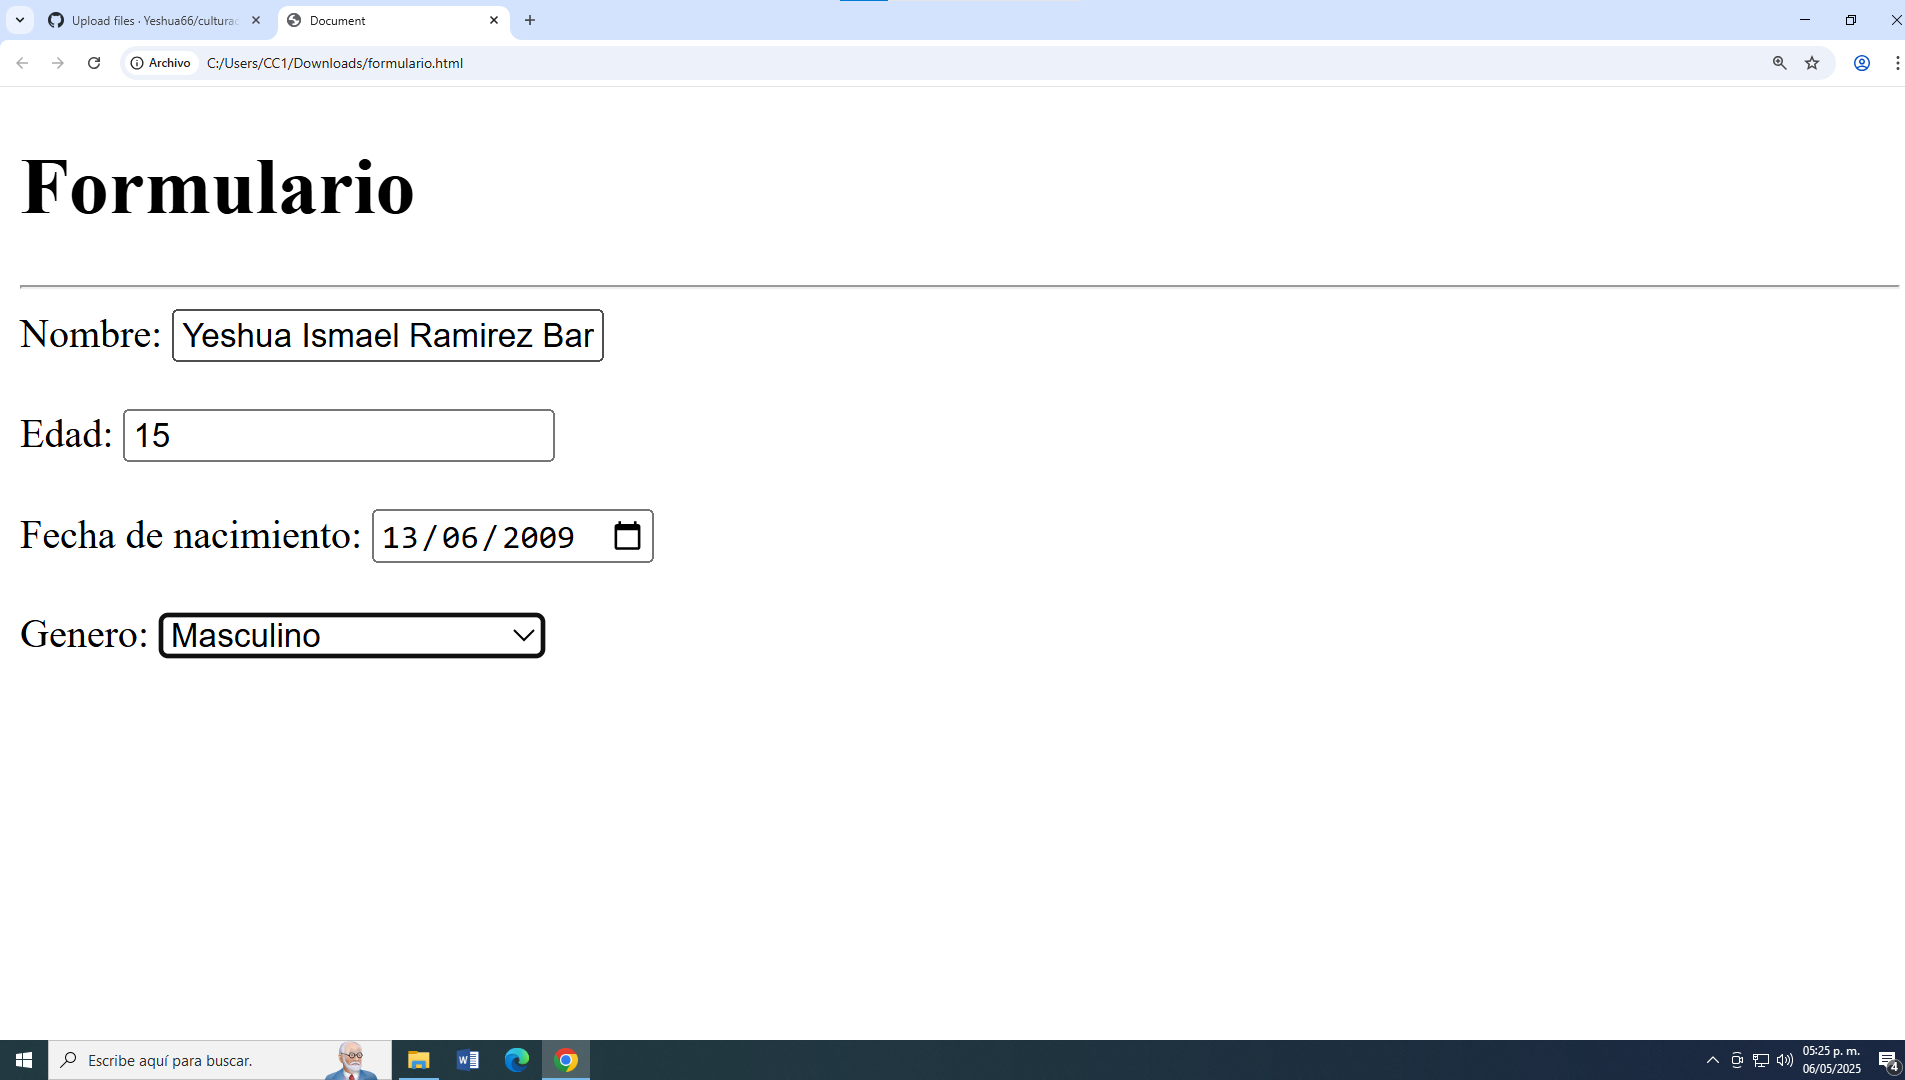 Upload files · Yeshua66/culturac
Document
Archivo
C:/Users/CC1/Downloads/formulario.html
Formulario
Nombre: Yeshua Ismael Ramirez Bar
Edad: 15
Fecha de nacimiento: 13/06/2009
Genero: Masculino
Escribe aquí para buscar.
05:25 p. m.
06/05/2025
4